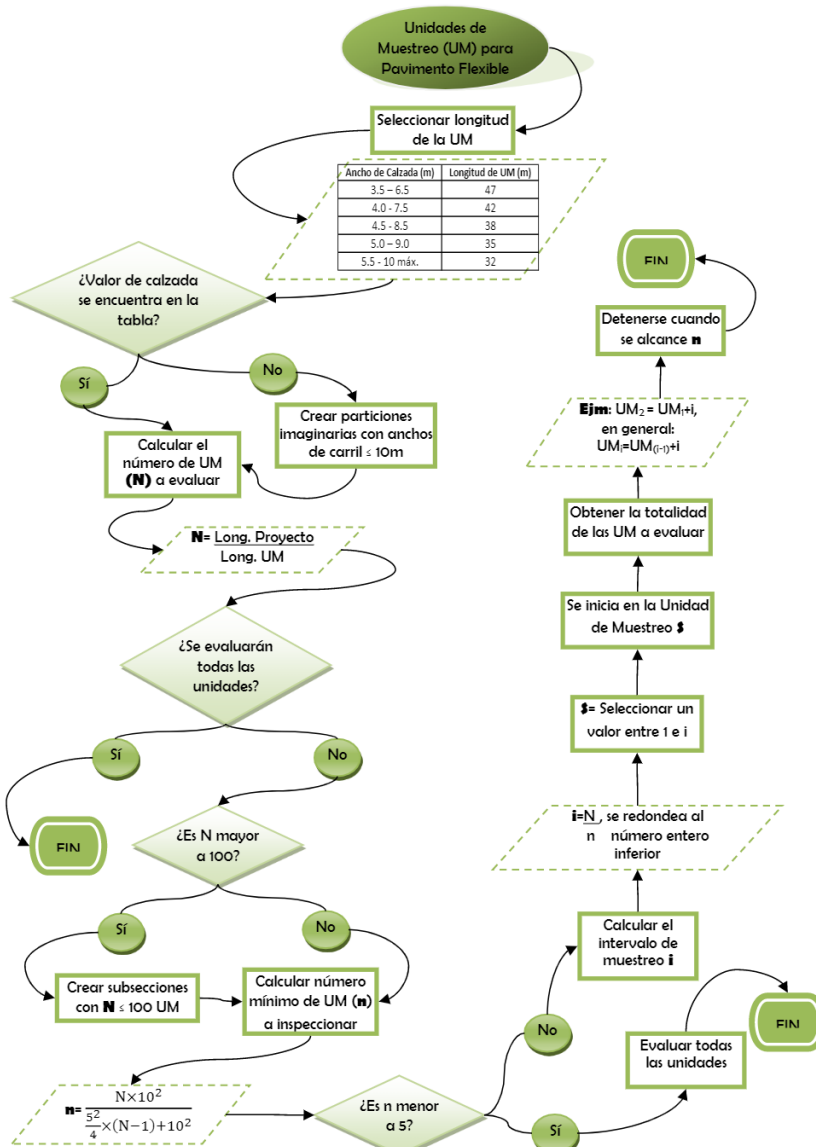 Unidades de
Muestreo (UM) para
Pavimento Flexible
Seleccionar longitud
de la UM
Ancho de Calzada (m) Longitud de UM (m)
3.5 – 6.5 47
4.0 - 7.5 42
4.5 - 8.5 38
5.0 – 9.0 35
5.5 - 10 máx. 32
¿Valor de calzada
se encuentra en la
tabla?
Sí
No
Crear particiones
imaginarias con anchos
de carril ≤ 10m
Calcular el
número de UM
(N) a evaluar
N= Long. Proyecto
Long. UM
¿Se evaluarán
todas las
unidades?
Sí
No
FIN
¿Es N mayor
a 100?
Sí
No
Crear subsecciones
con N ≤ 100 UM
Calcular número
mínimo de UM (n)
a inspeccionar
n= N×10²
5²/4 ×(N−1)+10²
¿Es n menor
a 5?
No
Sí
Evaluar todas
las unidades
FIN
Calcular el
intervalo de
muestreo i
i=N , se redondea al
n número entero
inferior
S= Seleccionar un
valor entre 1 e i
Se inicia en la Unidad
de Muestreo S
Obtener la totalidad
de las UM a evaluar
Ejm: UM₂ = UM₁+i,
en general:
UMᵢ=UM₍ᵢ₋₁₎+i
Detenerse cuando
se alcance n
FIN